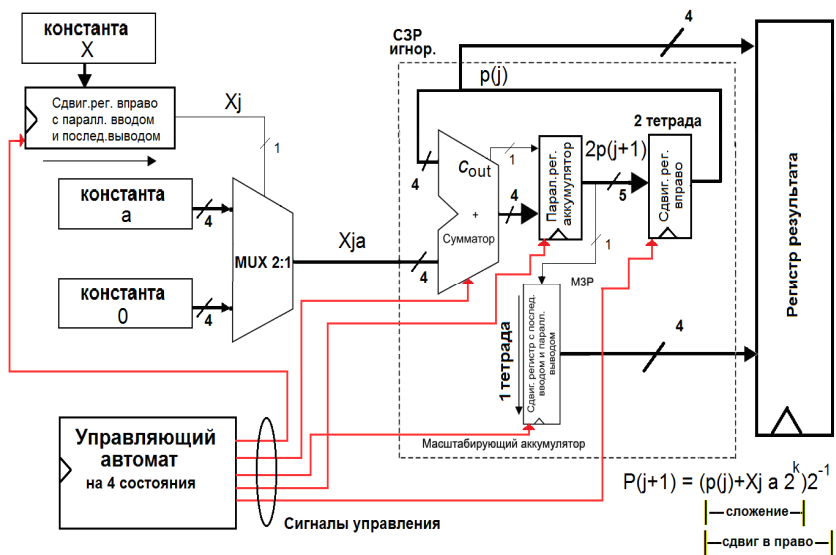 константа
X
Сдвиг.рег. вправо
с паралл. вводом
и послед.выводом
Xj
1
константа
a
4
MUX 2:1
константа
0
4
Xja
4
СЗР
игнор.
p(j)
4
4
Cout
+
Сумматор
1
4
Парал.рег.
аккумулятор
2p(j+1)
5
2 тетрада
Сдвиг. рег.
вправо
1
МЗР
1 тетрада
Сдвиг. регистр с послед.
вводом и паралл.
выводом
4
Масштабирующий аккумулятор
Регистр результата
Управляющий
автомат
на 4 состояния
Сигналы управления
P(j+1) = (p(j)+Xj a 2^k)2^-1
сложение
сдвиг в право